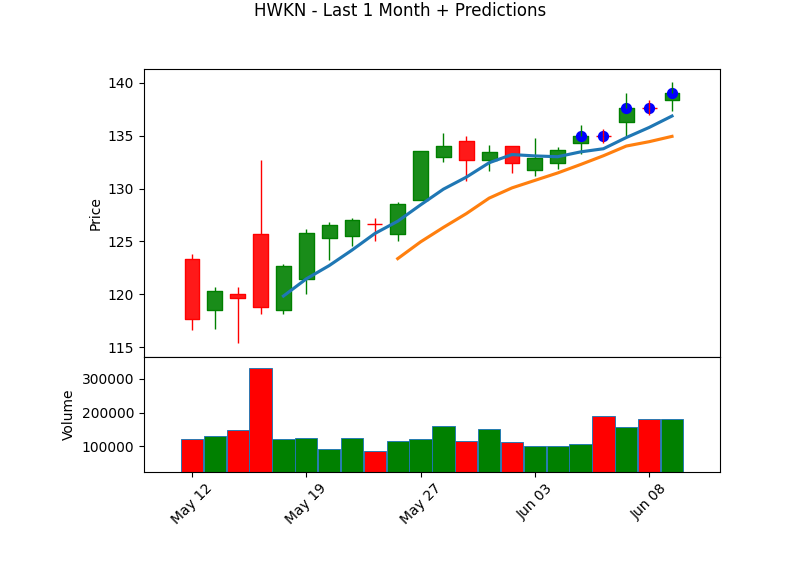 HWKN - Last 1 Month + Predictions
140
135
130
125
120
115
Price
300000
200000
100000
Volume
May 12
May 19
May 27
Jun 03
Jun 08